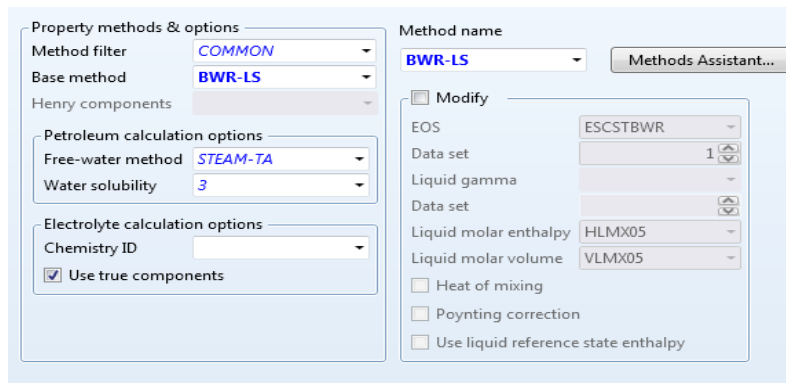 Property methods & options
Method filter COMMON
Base method BWR-LS
Henry components
Petroleum calculation options
Free-water method STEAM-TA
Water solubility 3
Electrolyte calculation options
Chemistry ID
Use true components
Method name
BWR-LS Methods Assistant...
Modify
EOS ESCSTBWR
Data set 1
Liquid gamma
Data set
Liquid molar enthalpy HLMX05
Liquid molar volume VLMX05
Heat of mixing
Poynting correction
Use liquid reference state enthalpy